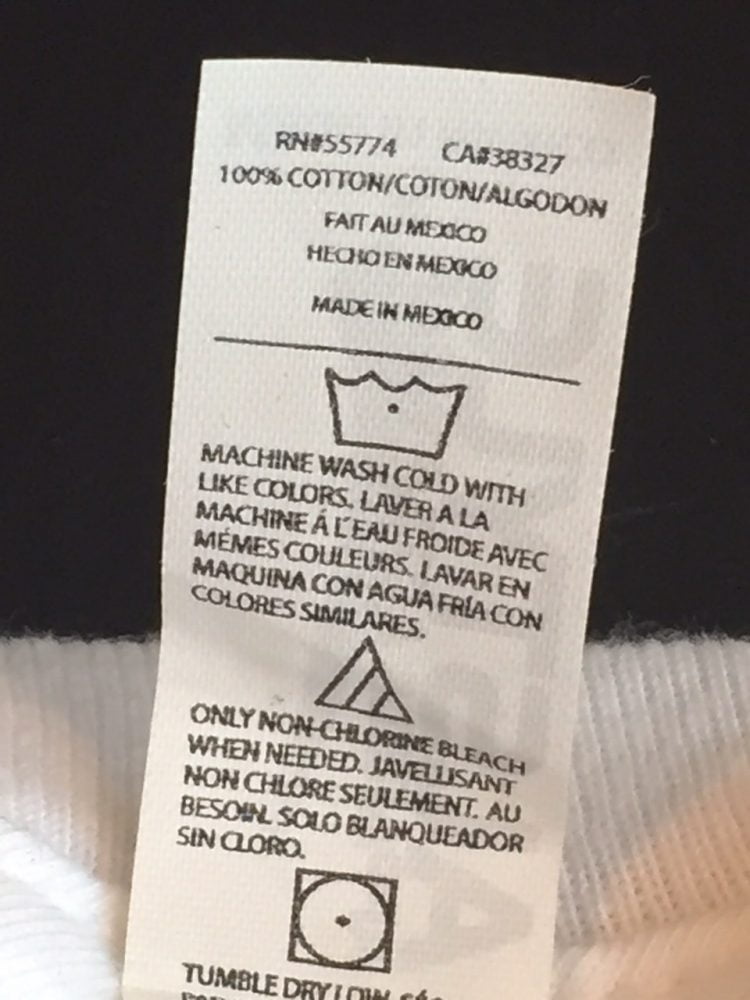 RN#55774 CA#38327
100% COTTON/COTON/ALGODON
FAIT AU MEXICO
HECHO EN MEXICO
MADE IN MEXICO
MACHINE WASH COLD WITH
LIKE COLORS. LAVER A LA
MACHINE Á L'EAU FROIDE AVEC
MÉMES COULEURS. LAVAR EN
MAQUINA CON AGUA FRÍA CON
COLORES SIMILARES.
ONLY NON-CHLORINE BLEACH
WHEN NEEDED. JAVELLISANT
NON CHLORE SEULEMENT. AU
BESOIN. SOLO BLANQUEADOR
SIN CLORO.
TUMBLE DRY LOW.